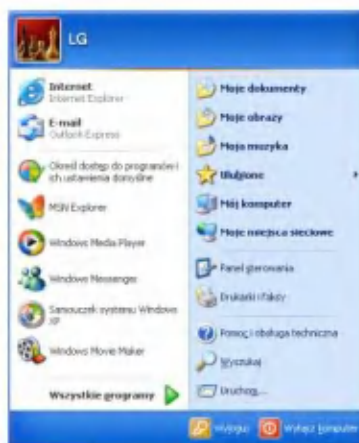 LG
Internet
Internet Explorer
E-mail
Outlook Express
Określ dostęp do programów i
ich ustawienia domyślne
MSN Explorer
Windows Media Player
Windows Messenger
Samouczek systemu Windows
XP
Windows Movie Maker
Wszystkie programy
Moje dokumenty
Moje obrazy
Moja muzyka
Ulubione
Mój komputer
Moje miejsca sieciowe
Panel sterowania
Drukarki i faksy
Pomoc i obsługa techniczna
Wyszukaj
Uruchom...
Wyloguj
Wyłącz komputer